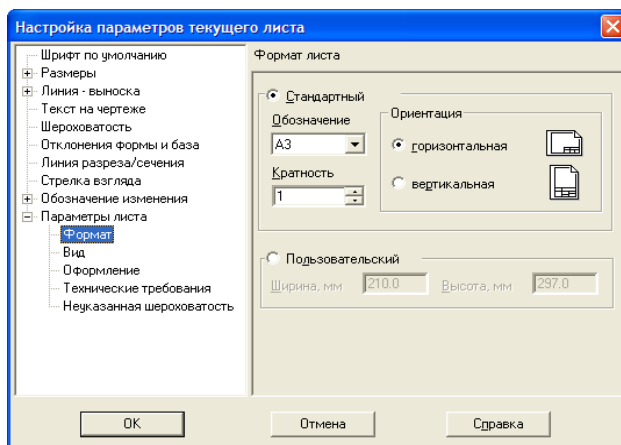 Настройка параметров текущего листа
Шрифт по умолчанию
Размеры
Линия - выноска
Текст на чертеже
Шероховатость
Отклонения формы и база
Линия разреза/сечения
Стрелка взгляда
Обозначение изменения
Параметры листа
Формат
Вид
Оформление
Технические требования
Неуказанная шероховатость
Формат листа
Стандартный
Обозначение
А3
Кратность
1
Ориентация
горизонтальная
вертикальная
Пользовательский
Ширина, мм 210.0 Высота, мм 297.0
OK Отмена Справка